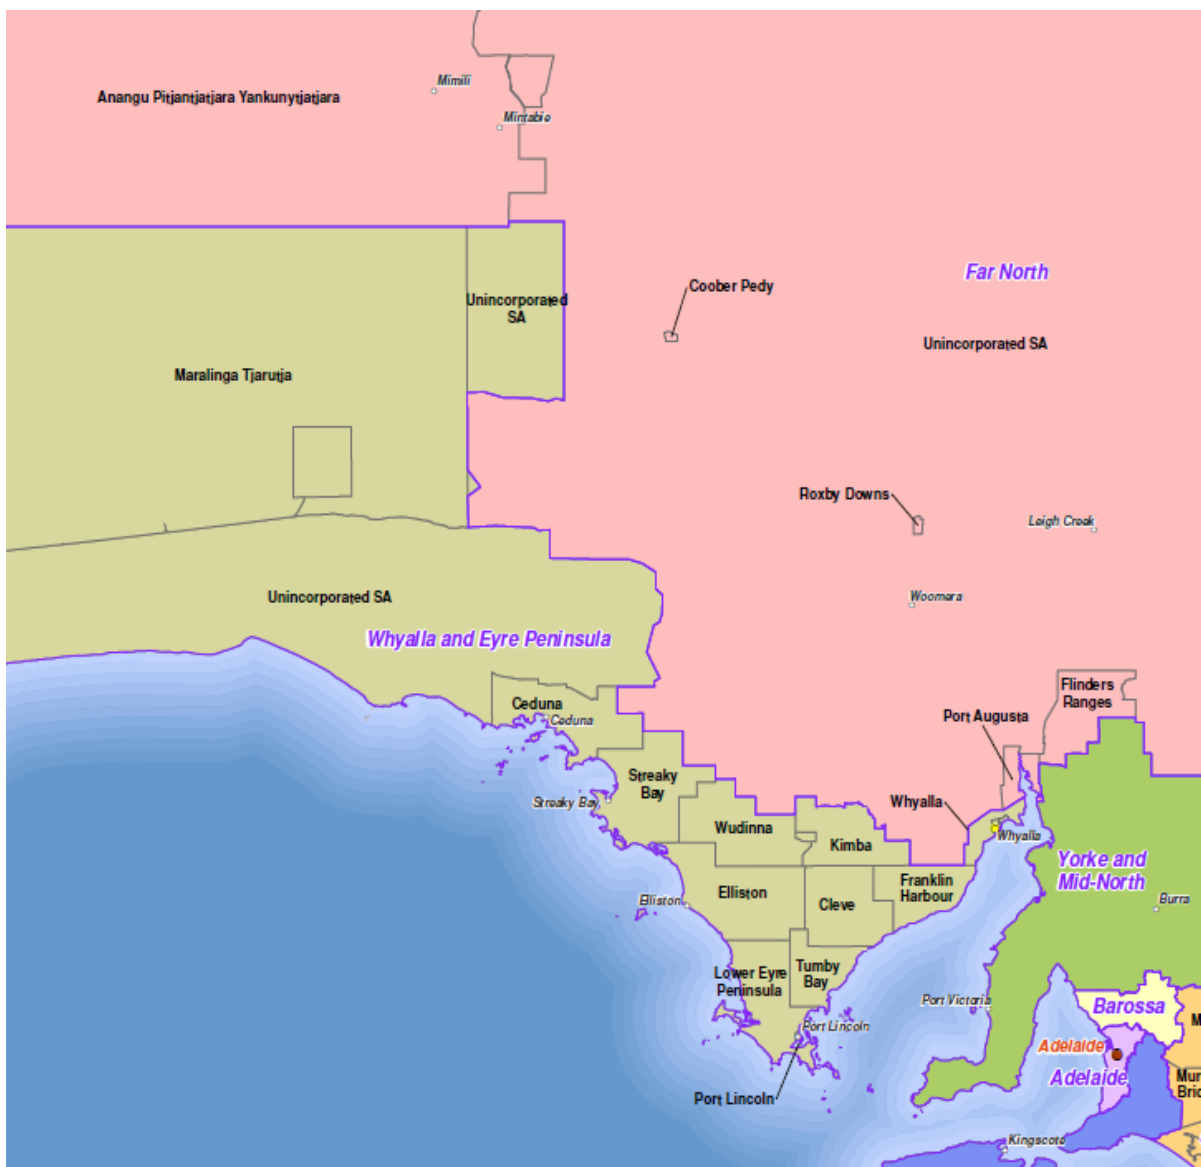 Mimili
Anangu Pitjantjatjara Yankunytjatjara
Mintabie
Far North
Coober Pedy
Unincorporated
SA
Unincorporated SA
Maralinga Tjarutja
Roxby Downs
Leigh Creek
Unincorporated SA
Woomera
Whyalla and Eyre Peninsula
Flinders
Ranges
Ceduna
Ceduna
Port Augusta
Streaky
Bay
Streaky Bay
Whyalla
Wudinna
Whyalla
Kimba
Yorke and
Mid-North
Franklin
Harbour
Elliston
Elliston
Cleve
Burra
Lower Eyre
Peninsula
Tumby
Bay
Port Victoria
Barossa
M
Port Lincoln
Adelaide
Adelaide
Mur
Bric
Port Lincoln
Kingscote